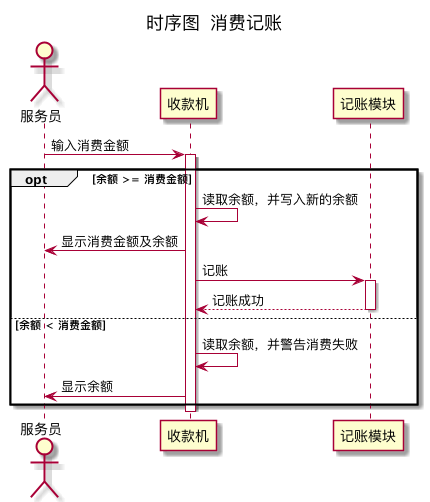 时序图  消费记账
服务员
收款机
记账模块
输入消费金额
opt [余额 >= 消费金额]
读取余额，并写入新的余额
显示消费金额及余额
记账
记账成功
[余额 < 消费金额]
读取余额，并警告消费失败
显示余额
服务员
收款机
记账模块